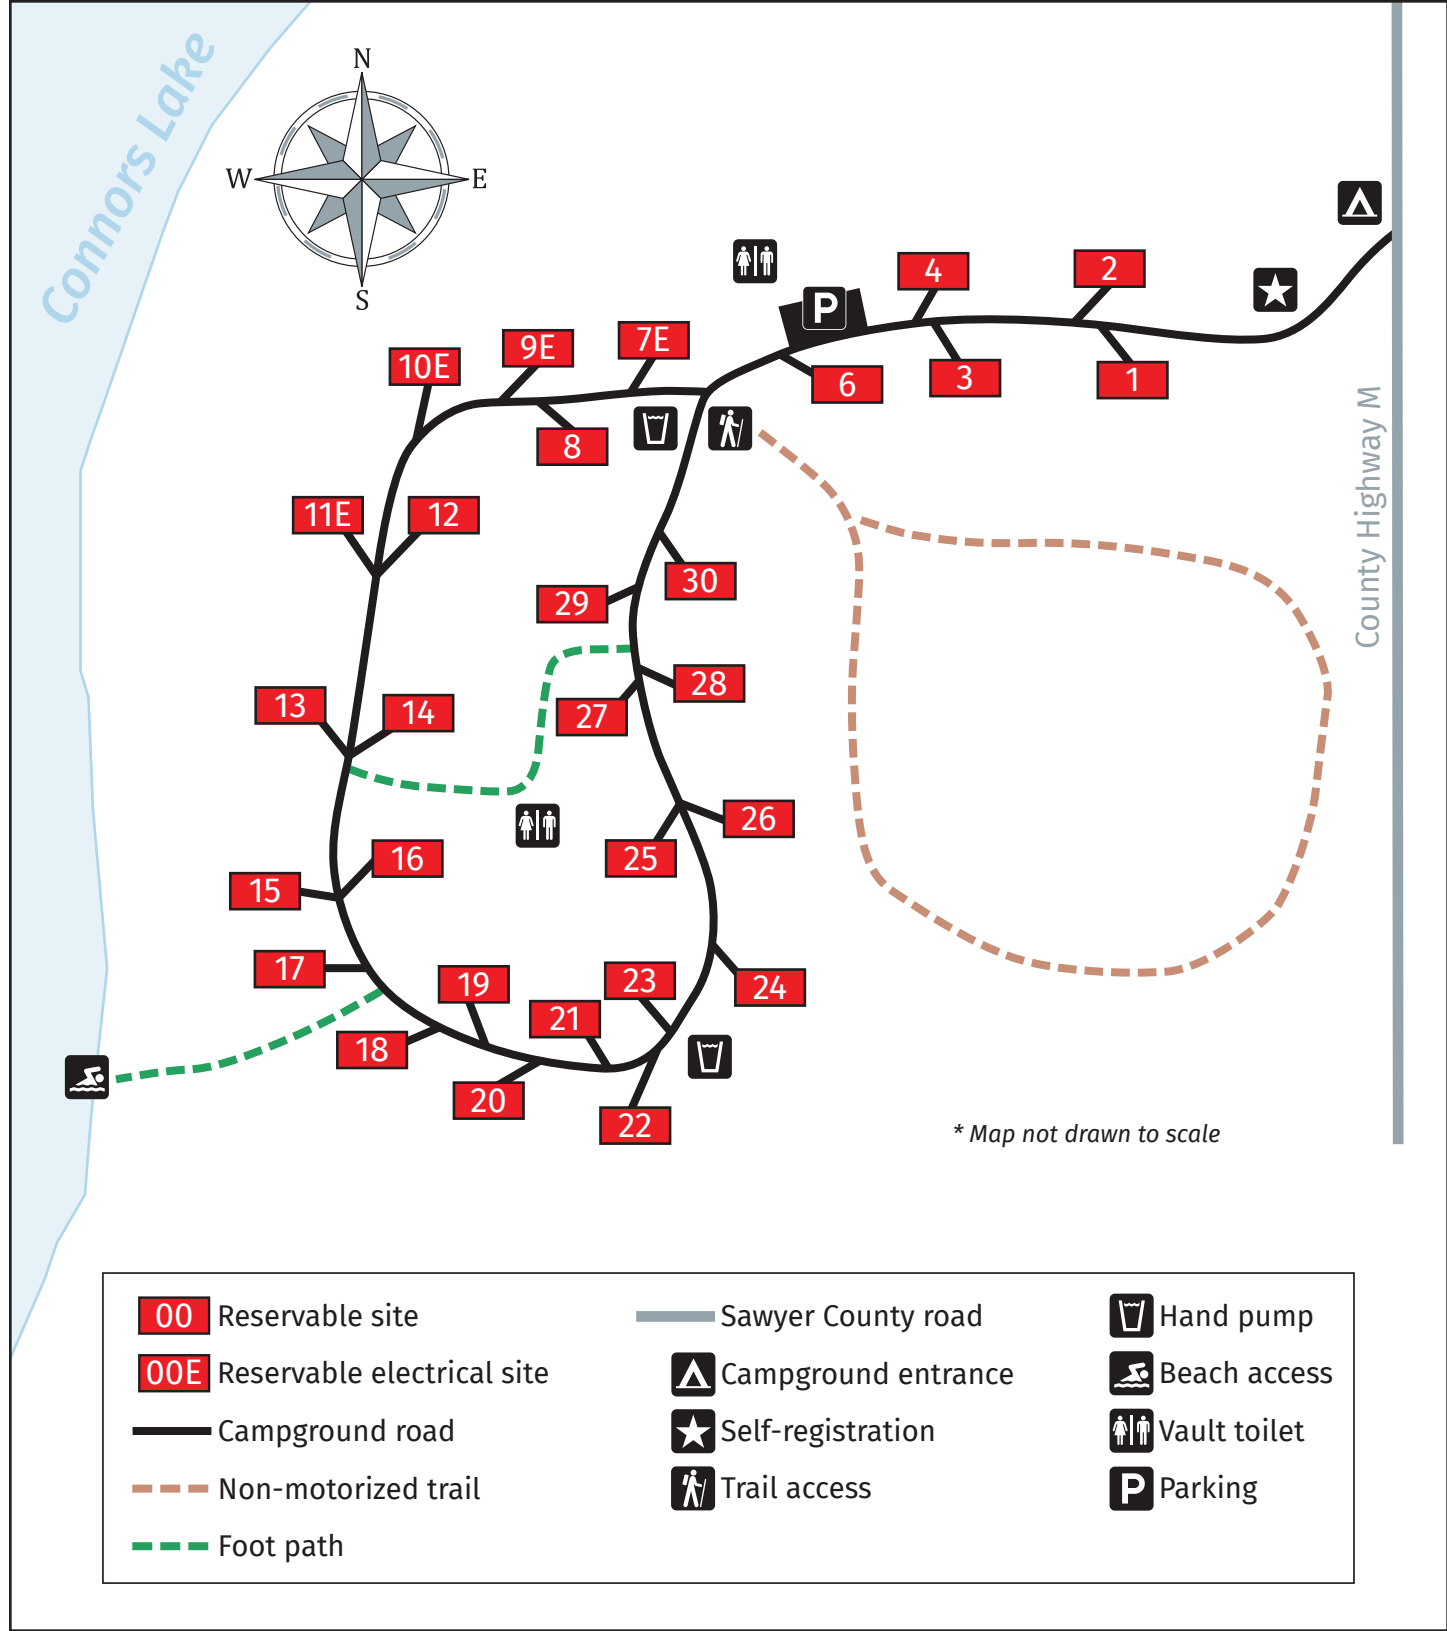 Connors Lake
N
W
E
S
2
4
P
7E
9E
10E
1
3
6
8
11E
12
30
29
28
27
13
14
26
25
16
15
17
19
23
24
21
18
20
22
County Highway M
* Map not drawn to scale
00 Reservable site
00E Reservable electrical site
Campground road
Non-motorized trail
Foot path
Sawyer County road
Campground entrance
Self-registration
Trail access
Hand pump
Beach access
Vault toilet
P Parking